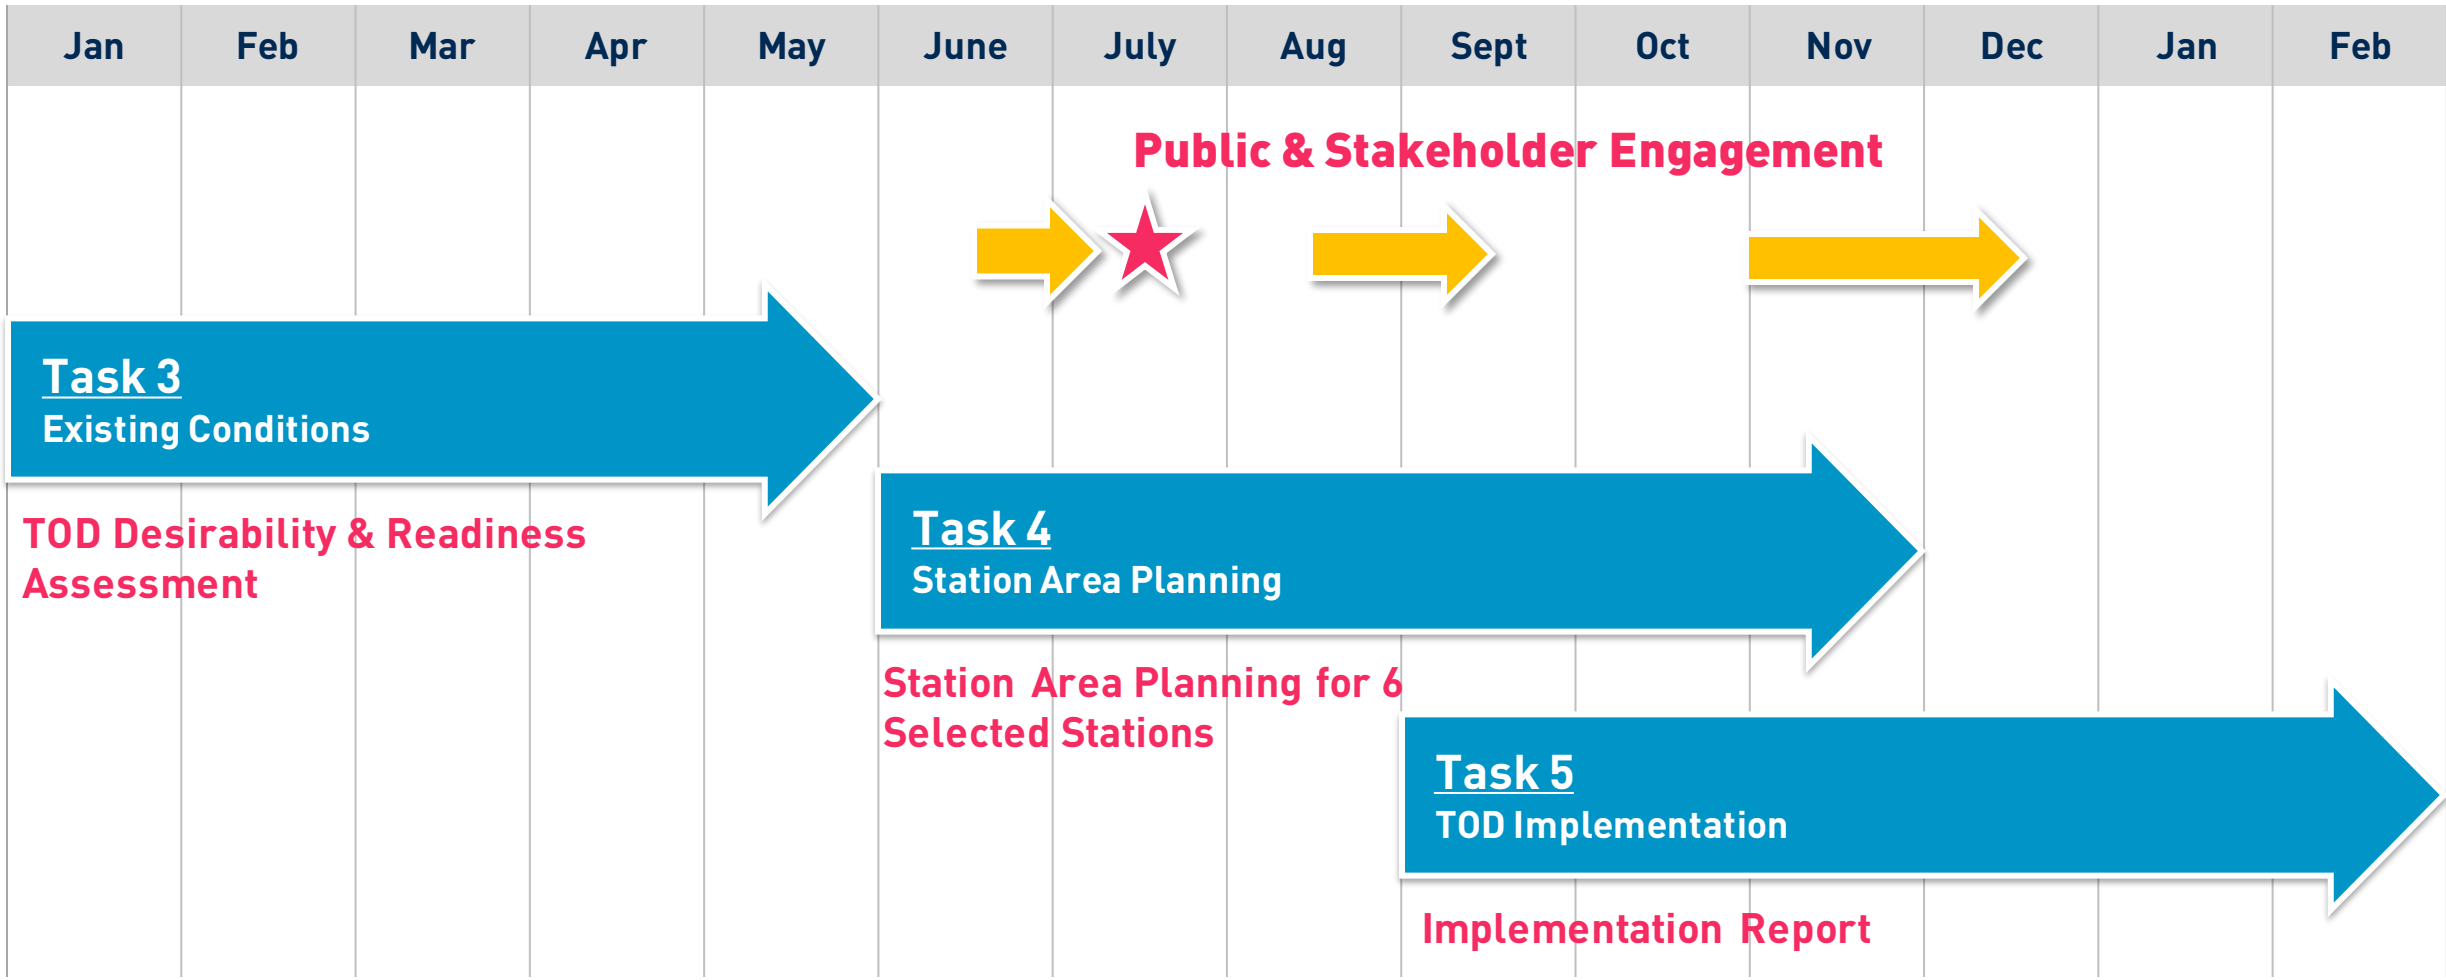 Jan Feb Mar Apr May June July Aug Sept Oct Nov Dec Jan Feb
Public & Stakeholder Engagement
Task 3
Existing Conditions
TOD Desirability & Readiness
Assessment
Task 4
Station Area Planning
Station Area Planning for 6
Selected Stations
Task 5
TOD Implementation
Implementation Report